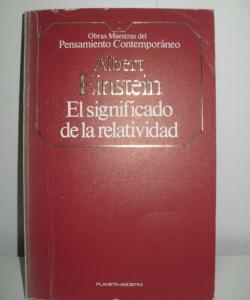 Obras Maestras del
Pensamiento Contemporáneo
Albert
Einstein
El significado
de la relatividad
PLANETA-AGOSTINI